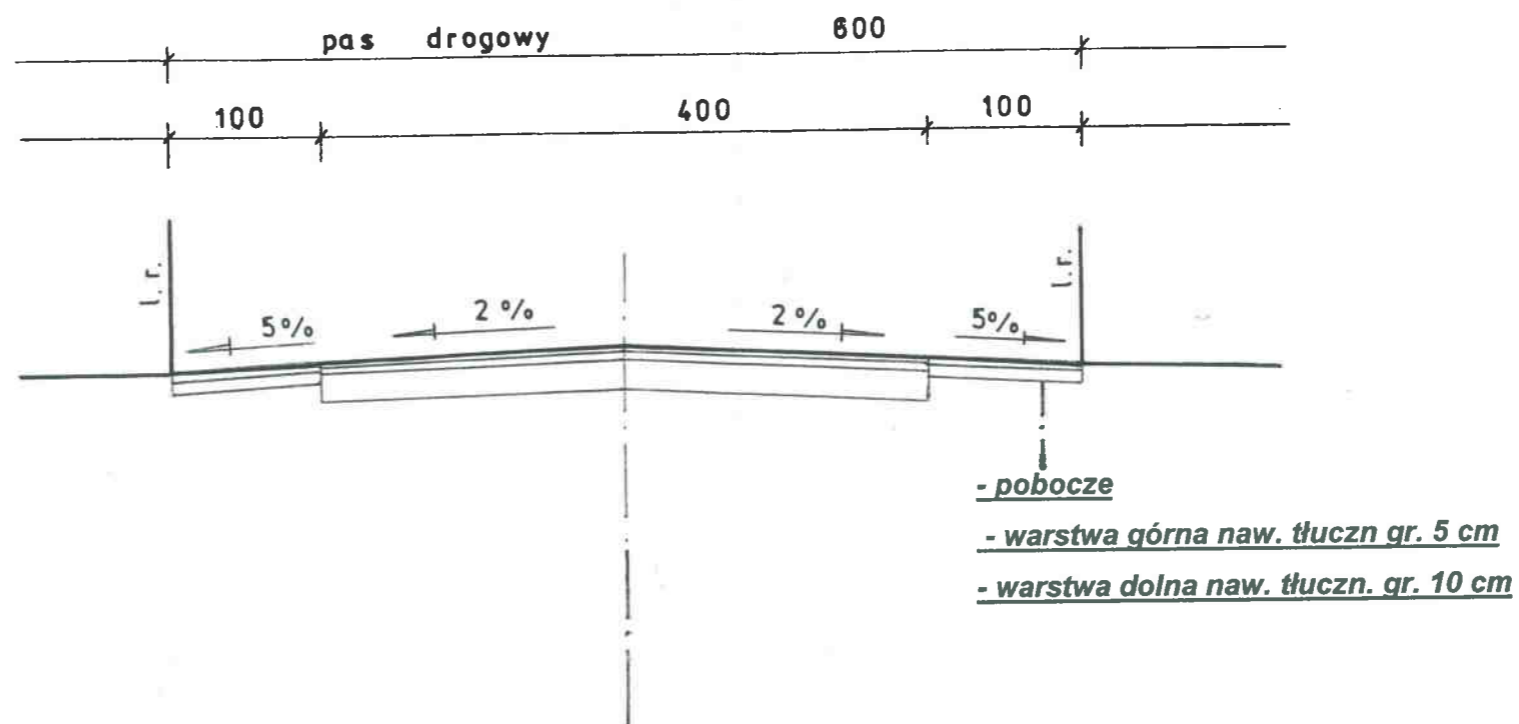 pas drogowy 600
100 400 100
l.r. l.r.
5% 2% 2% 5%
- pobocze
- warstwa górna naw. tłuczn gr. 5 cm
- warstwa dolna naw. tłuczn. gr. 10 cm